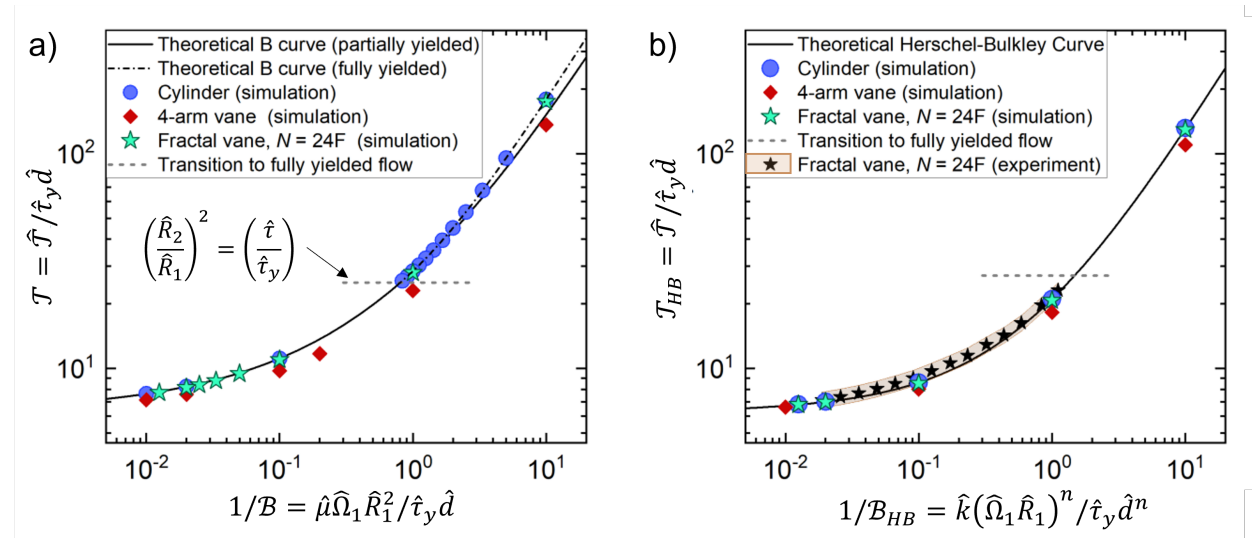 a)
Theoretical B curve (partially yielded)
Theoretical B curve (fully yielded)
Cylinder (simulation)
4-arm vane (simulation)
Fractal vane, N = 24F (simulation)
Transition to fully yielded flow
(R̂₂/R̂₁)² = (τ̂/τ̂_y)
𝒯 = 𝒯̂/τ̂_y d̂
10²
10¹
10⁻² 10⁻¹ 10⁰ 10¹
1/ℬ = μ̂Ω̂₁R̂₁²/τ̂_y d̂
b)
Theoretical Herschel-Bulkley Curve
Cylinder (simulation)
4-arm vane (simulation)
Fractal vane, N = 24F (simulation)
Transition to fully yielded flow
Fractal vane, N = 24F (experiment)
𝒯_HB = 𝒯̂/τ̂_y d̂
10²
10¹
10⁻² 10⁻¹ 10⁰ 10¹
1/ℬ_HB = k̂(Ω̂₁R̂₁)ⁿ/τ̂_y d̂ⁿ